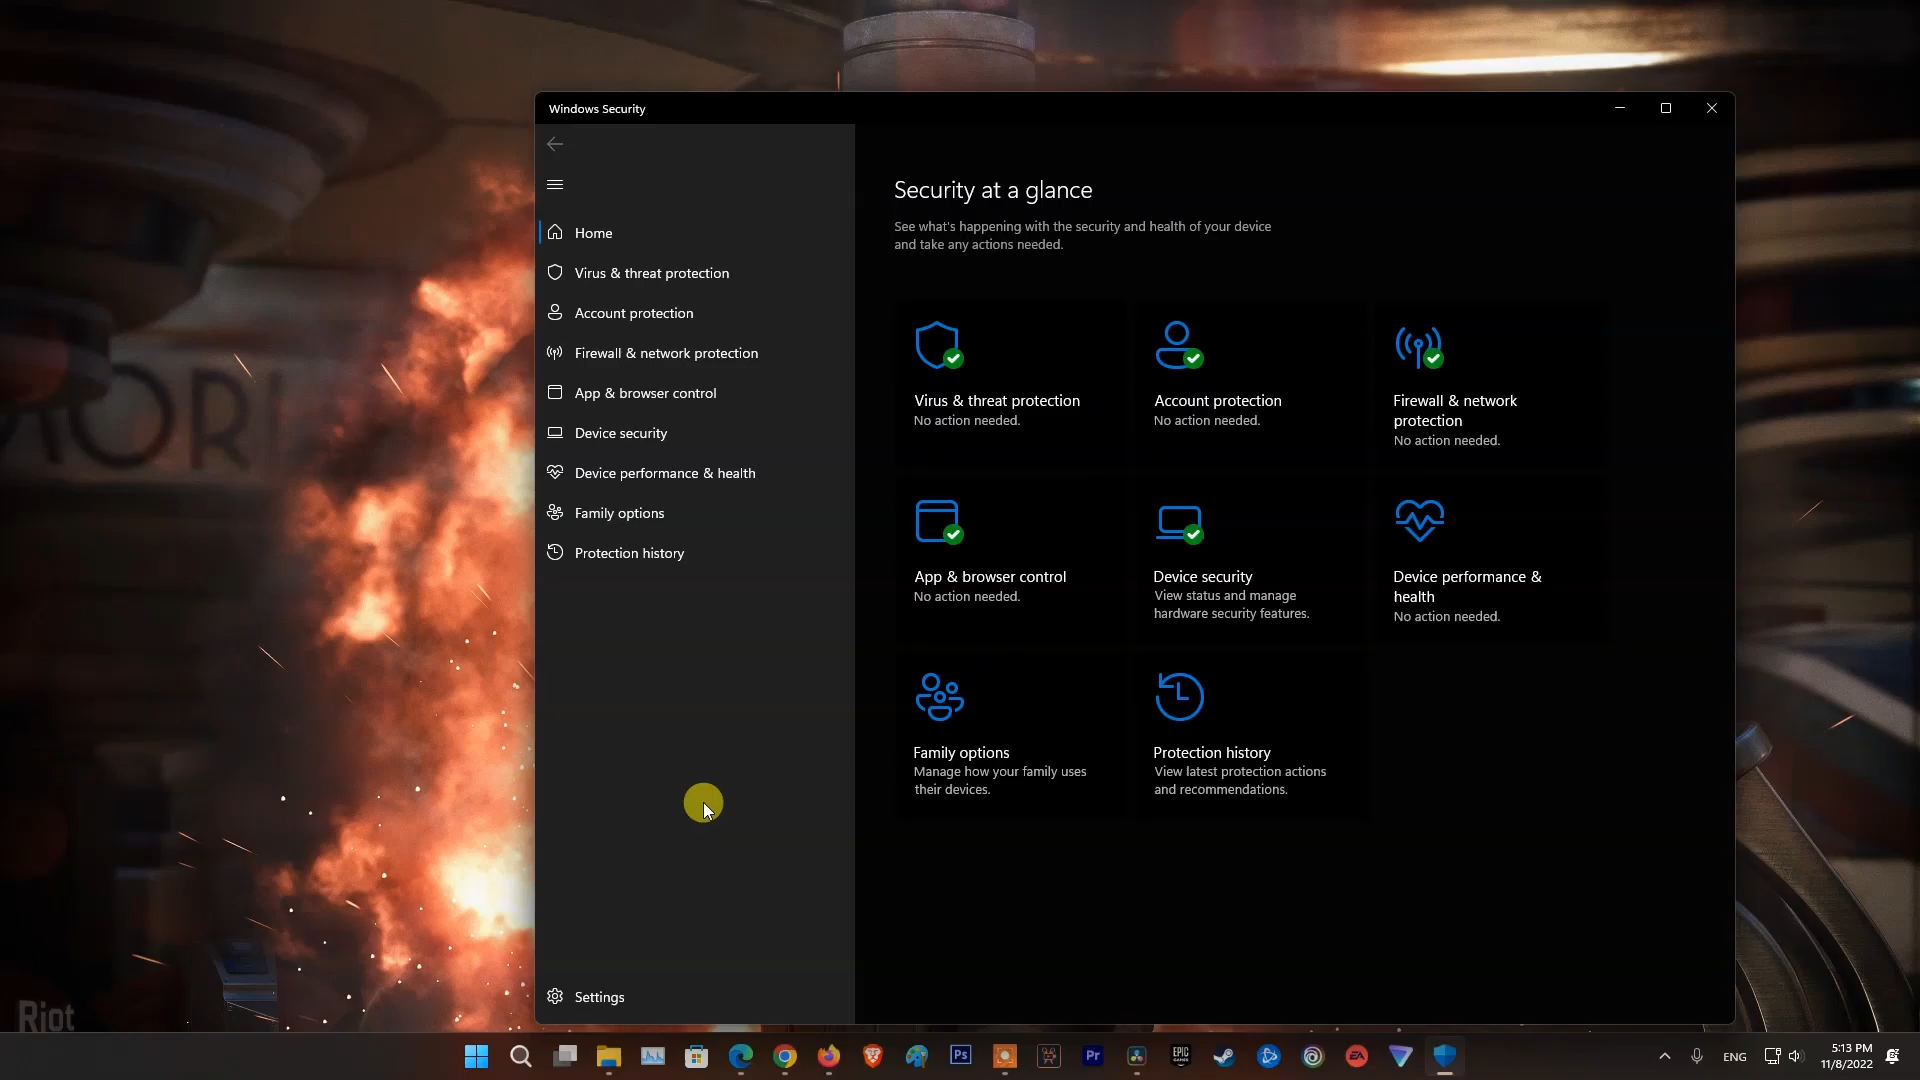 Windows Security
Home
Virus & threat protection
Account protection
Firewall & network protection
App & browser control
Device security
Device performance & health
Family options
Protection history
Settings
Security at a glance
See what's happening with the security and health of your device
and take any actions needed.
Virus & threat protection
No action needed.
Account protection
No action needed.
Firewall & network
protection
No action needed.
App & browser control
No action needed.
Device security
View status and manage
hardware security features.
Device performance &
health
No action needed.
Family options
Manage how your family uses
their devices.
Protection history
View latest protection actions
and recommendations.
Riot
Ps
Pr
EPIC
GAMES
EA
ENG
5:13 PM
11/8/2022